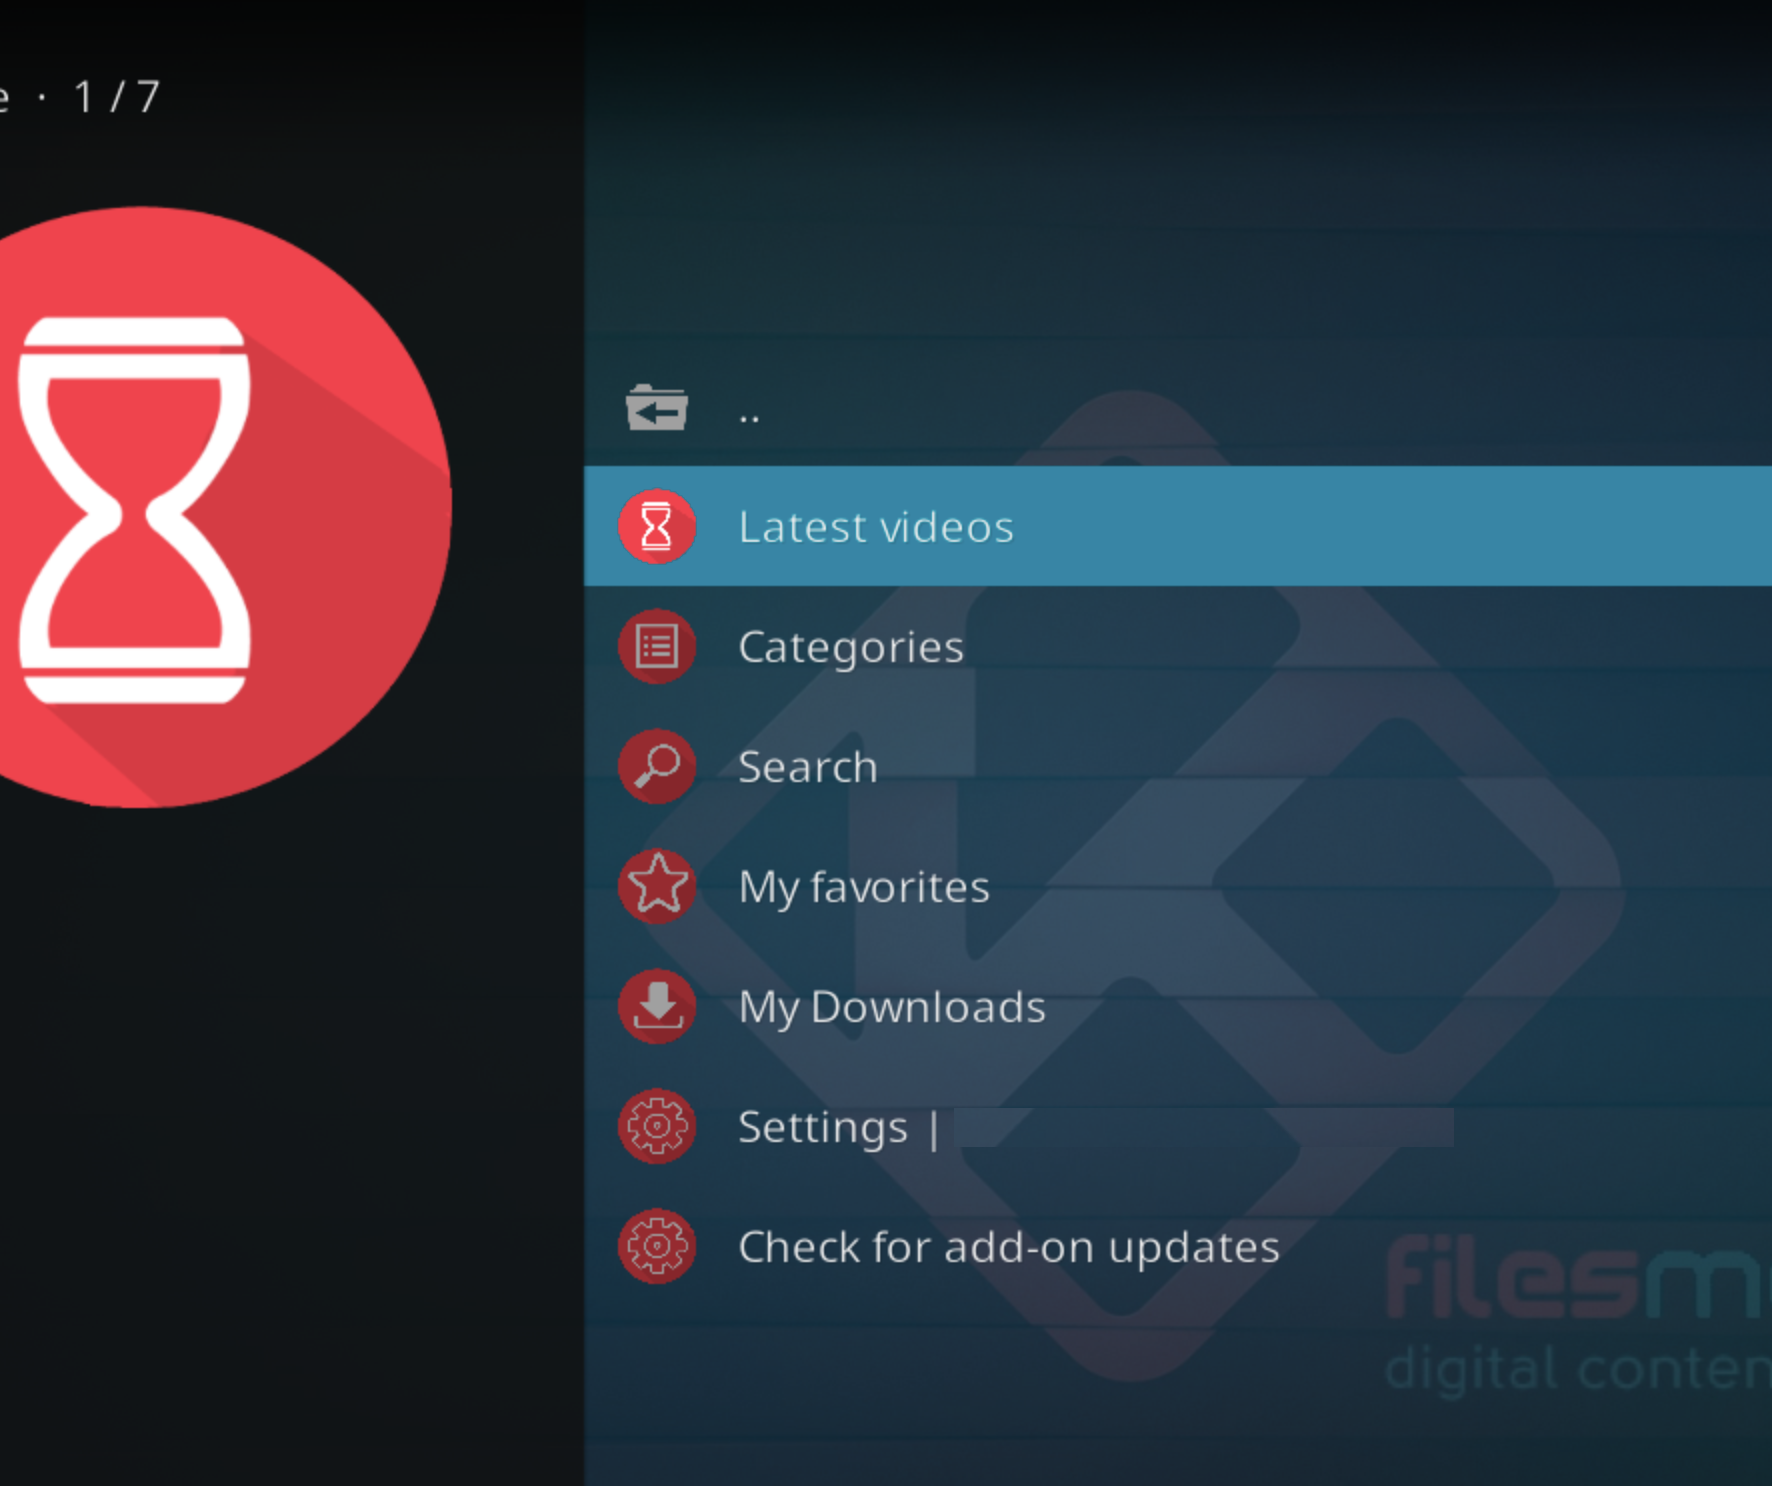 e · 1 / 7
..
Latest videos
Categories
Search
My favorites
My Downloads
Settings |
Check for add-on updates
filesm
digital conten